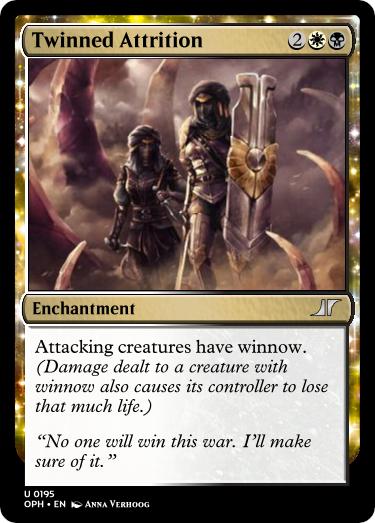 Twinned Attrition 2
Enchantment
Attacking creatures have winnow.
(Damage dealt to a creature with
winnow also causes its controller to lose
that much life.)
“No one will win this war. I'll make
sure of it.”
U 0195
OPH • EN Anna Verhoog